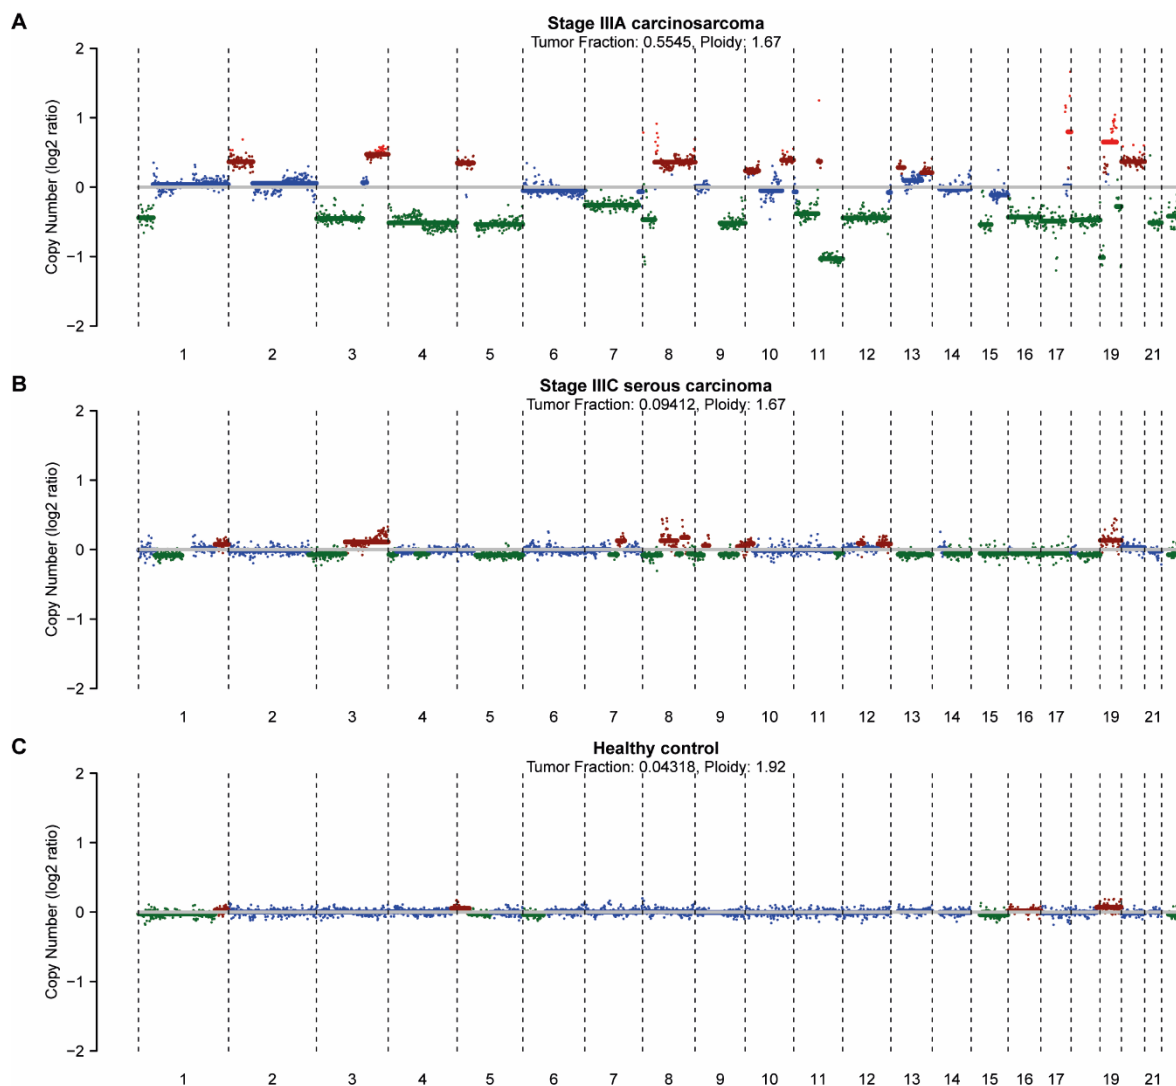 A
Stage IIIA carcinosarcoma
Tumor Fraction: 0.5545, Ploidy: 1.67
Copy Number (log2 ratio)
2
1
0
−1
−2
1 2 3 4 5 6 7 8 9 10 11 12 13 14 15 16 17 19 21
B
Stage IIIC serous carcinoma
Tumor Fraction: 0.09412, Ploidy: 1.67
Copy Number (log2 ratio)
2
1
0
−1
−2
1 2 3 4 5 6 7 8 9 10 11 12 13 14 15 16 17 19 21
C
Healthy control
Tumor Fraction: 0.04318, Ploidy: 1.92
Copy Number (log2 ratio)
2
1
0
−1
−2
1 2 3 4 5 6 7 8 9 10 11 12 13 14 15 16 17 19 21